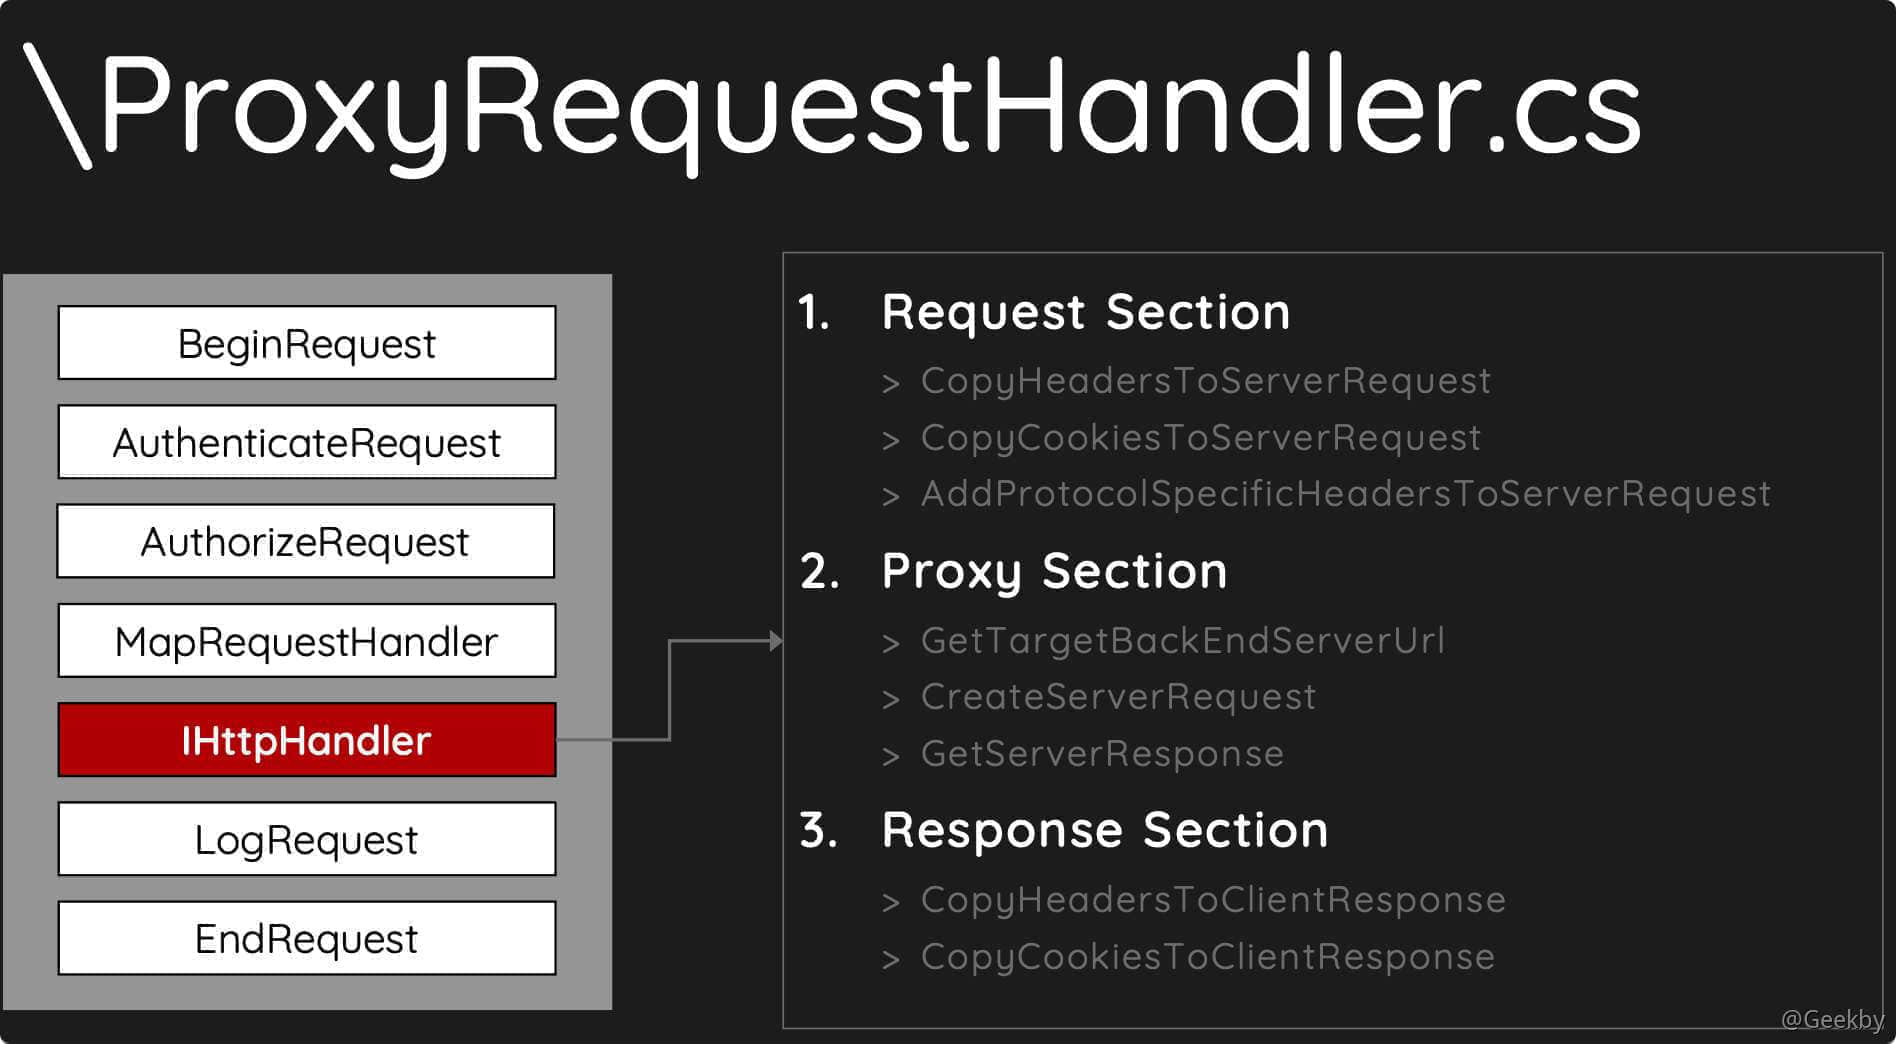 \ProxyRequestHandler.cs
BeginRequest
AuthenticateRequest
AuthorizeRequest
MapRequestHandler
IHttpHandler
LogRequest
EndRequest
1. Request Section
> CopyHeadersToServerRequest
> CopyCookiesToServerRequest
> AddProtocolSpecificHeadersToServerRequest
2. Proxy Section
> GetTargetBackEndServerUrl
> CreateServerRequest
> GetServerResponse
3. Response Section
> CopyHeadersToClientResponse
> CopyCookiesToClientResponse
@Geekby